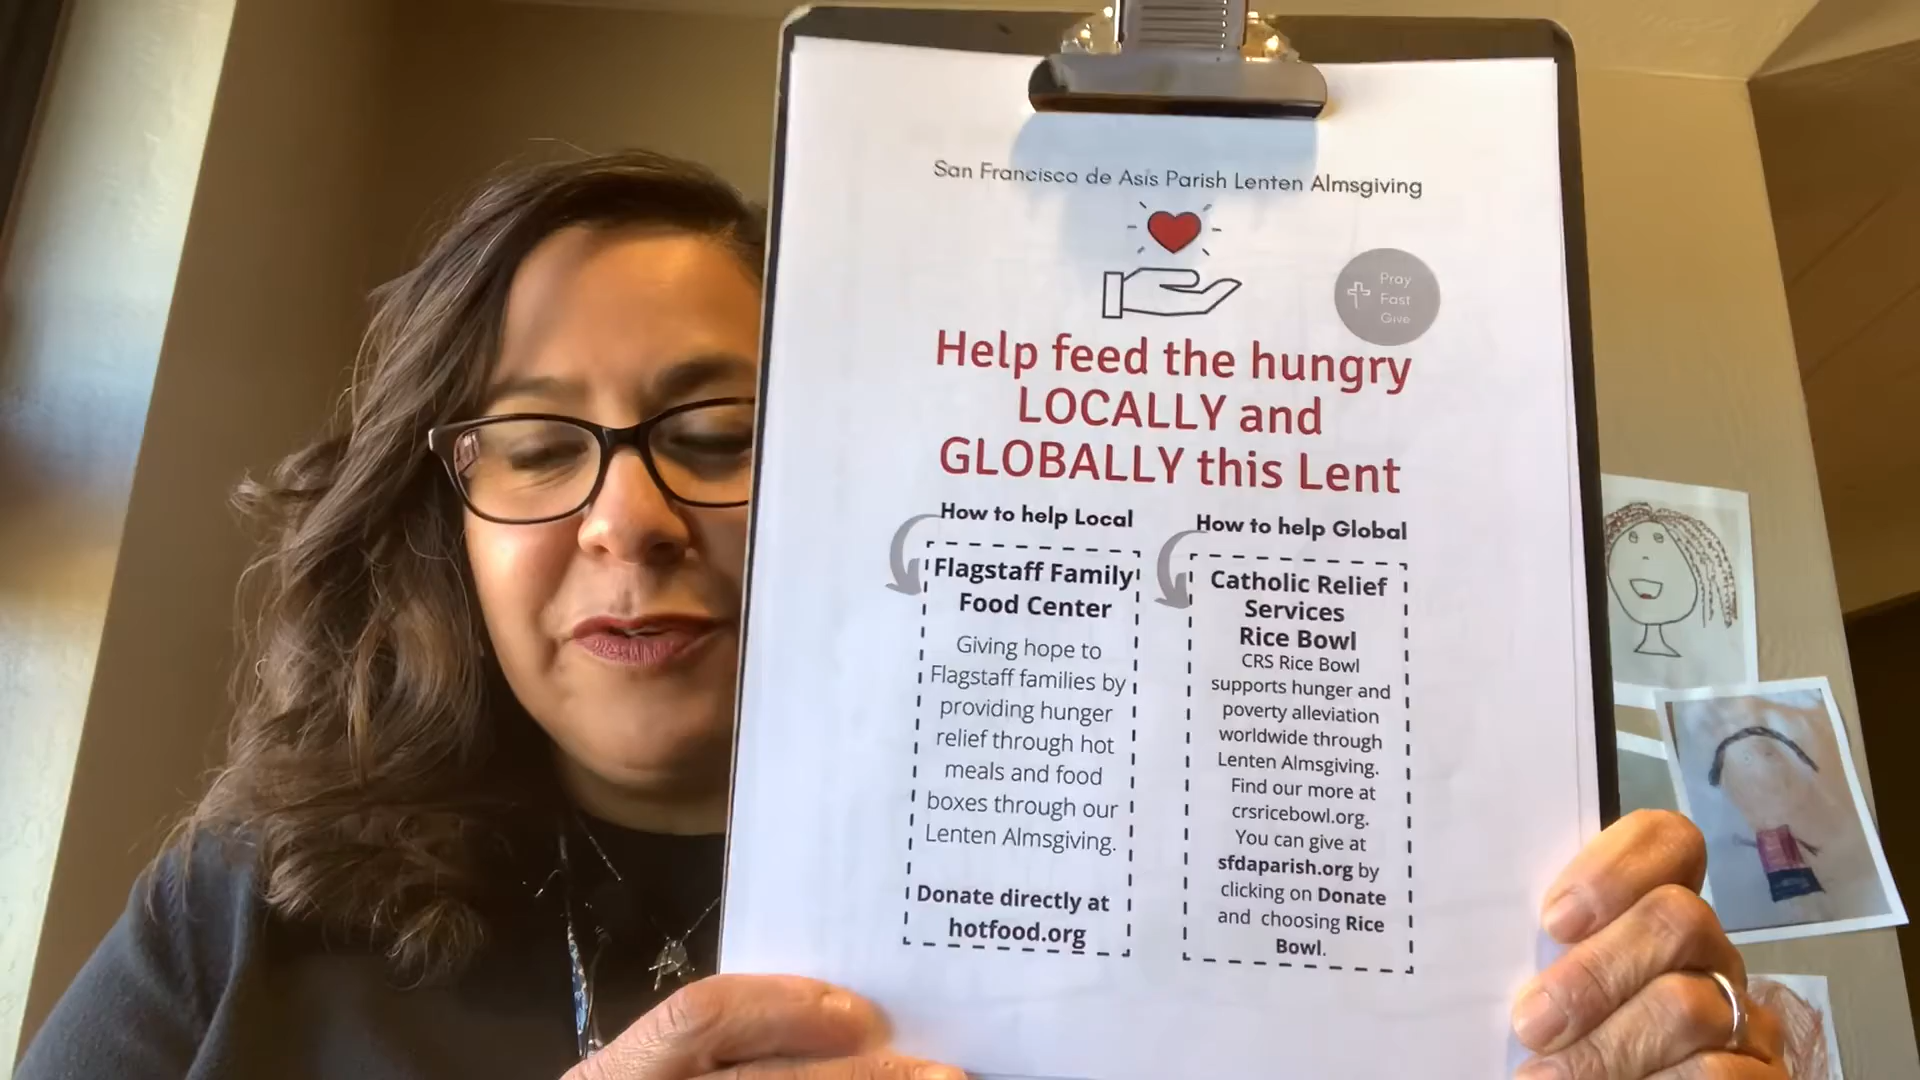 San Francisco de Asis Parish Lenten Almsgiving
Pray
Fast
Give
Help feed the hungry
LOCALLY and
GLOBALLY this Lent
How to help Local
Flagstaff Family
Food Center
Giving hope to
Flagstaff families by
providing hunger
relief through hot
meals and food
boxes through our
Lenten Almsgiving.
Donate directly at
hotfood.org
How to help Global
Catholic Relief
Services
Rice Bowl
CRS Rice Bowl
supports hunger and
poverty alleviation
worldwide through
Lenten Almsgiving.
Find our more at
crsricebowl.org.
You can give at
sfdaparish.org by
clicking on Donate
and choosing Rice
Bowl.